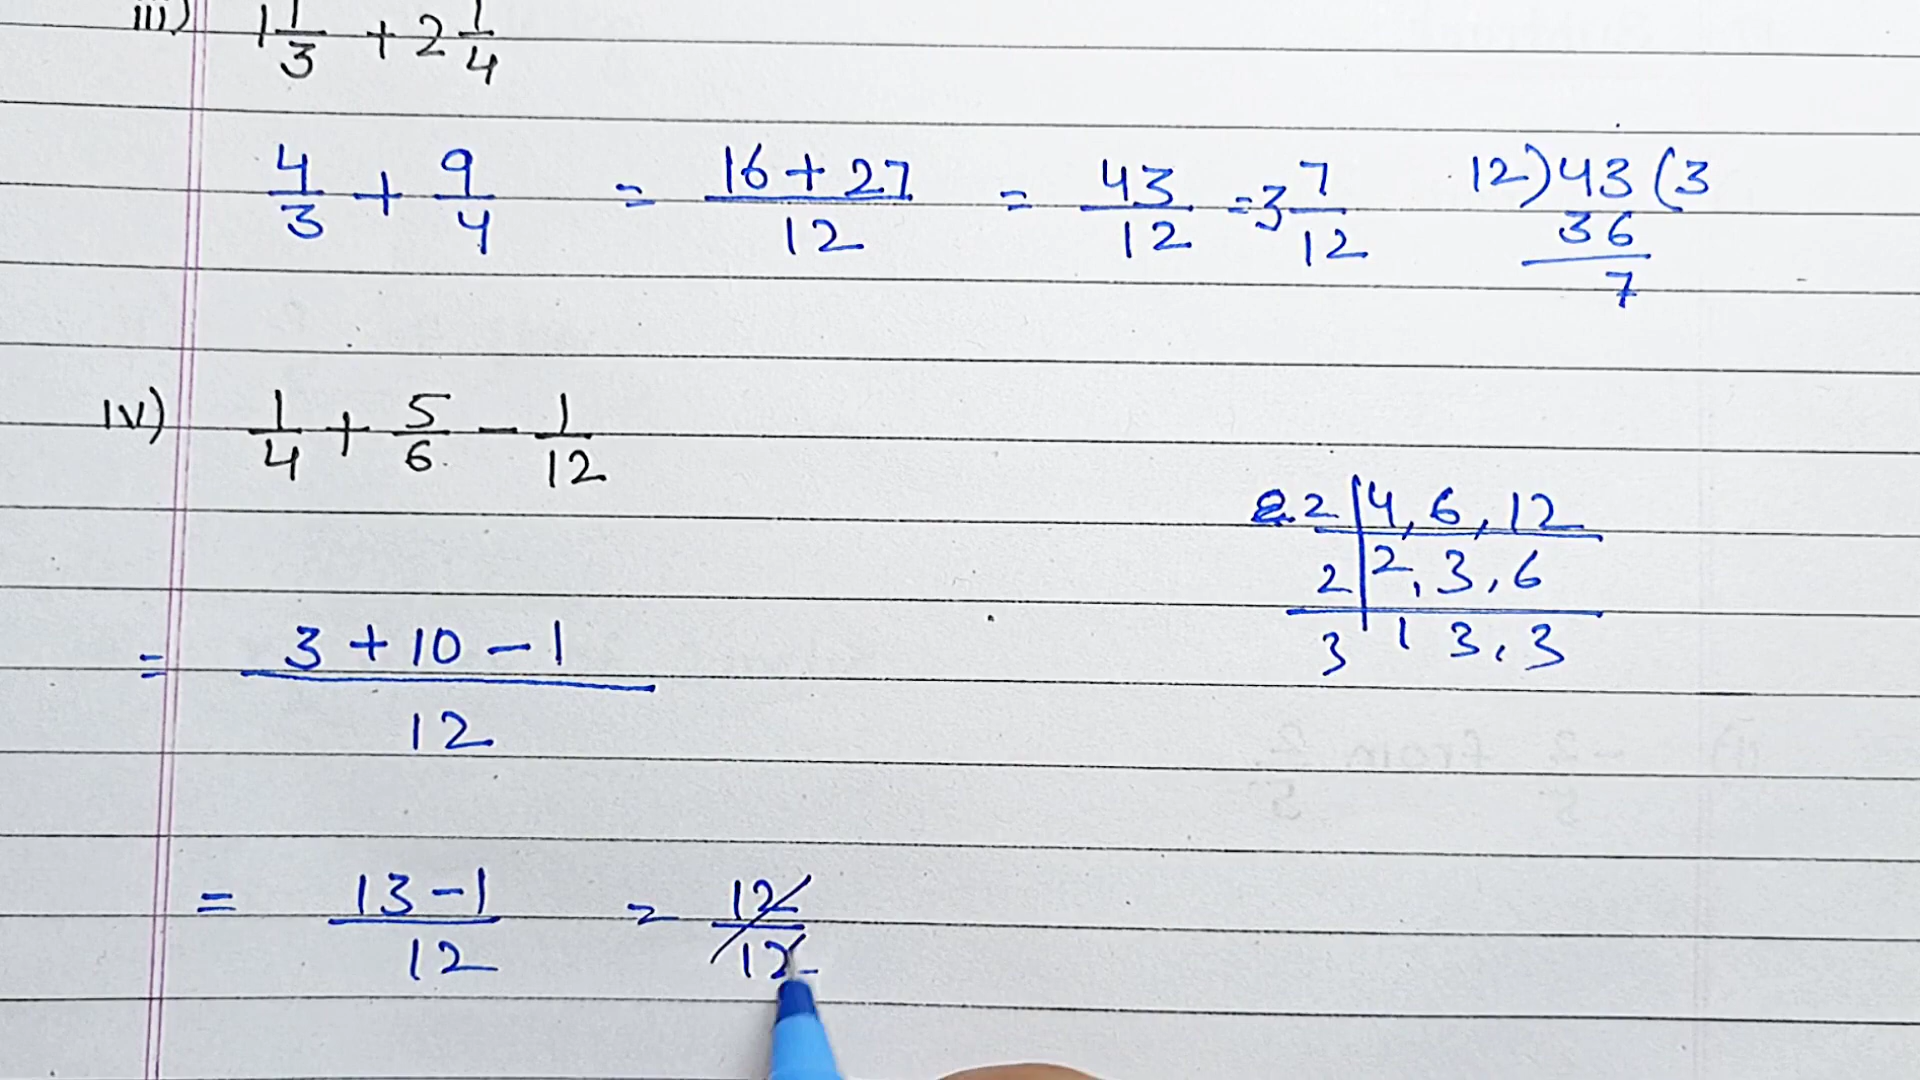 iii) 1 1/3 + 2 1/4
4/3 + 9/4 = (16 + 27)/12 = 43/12 = 3 7/12
12)43(3
36
7
iv) 1/4 + 5/6 - 1/12
2 | 4, 6, 12
2 | 2, 3, 6
3 1 3, 3
= (3 + 10 - 1)/12
= (13 - 1)/12 = 12/12